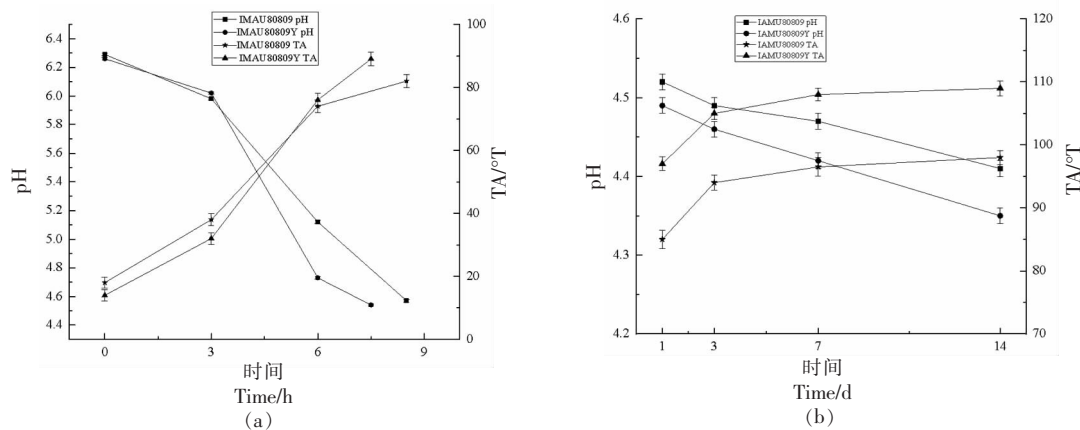 IMAU80809 pH
IMAU80809Y pH
IMAU80809 TA
IMAU80809Y TA
6.4
6.2
6.0
5.8
5.6
5.4
5.2
5.0
4.8
4.6
4.4
pH
100
80
60
40
20
0
TA/°T
0
3
6
9
时间
Time/h
(a)
IAMU80809 pH
IAMU80809Y pH
IAMU80809 TA
IAMU80809Y TA
4.6
4.5
4.4
4.3
4.2
pH
120
110
100
90
80
70
TA/°T
1
3
7
14
时间
Time/d
(b)